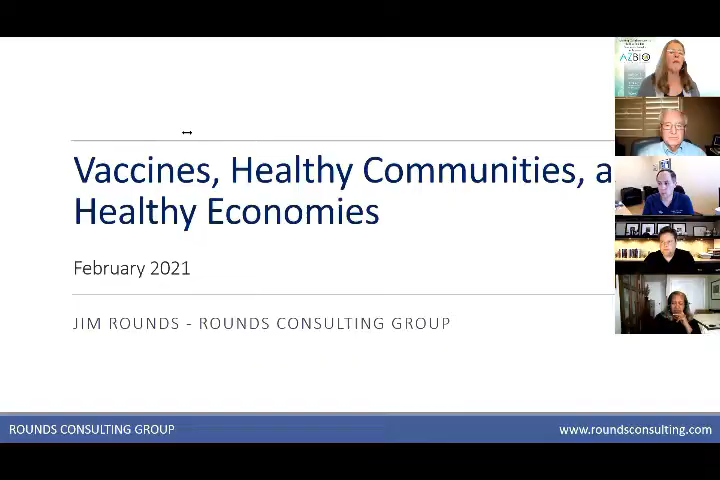 Vaccines, Healthy Communities, a
Healthy Economies
February 2021
JIM ROUNDS - ROUNDS CONSULTING GROUP
ROUNDS CONSULTING GROUP
www.roundsconsulting.com
AZBIO